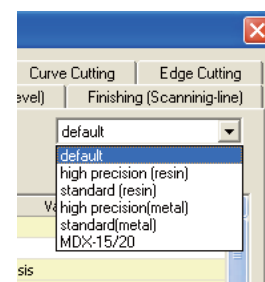 Curve Cutting Edge Cutting
evel) Finishing (Scanninig-line)
default
default
high precision (resin)
standard (resin)
Va
high precision(metal)
standard(metal)
MDX-15/20
sis